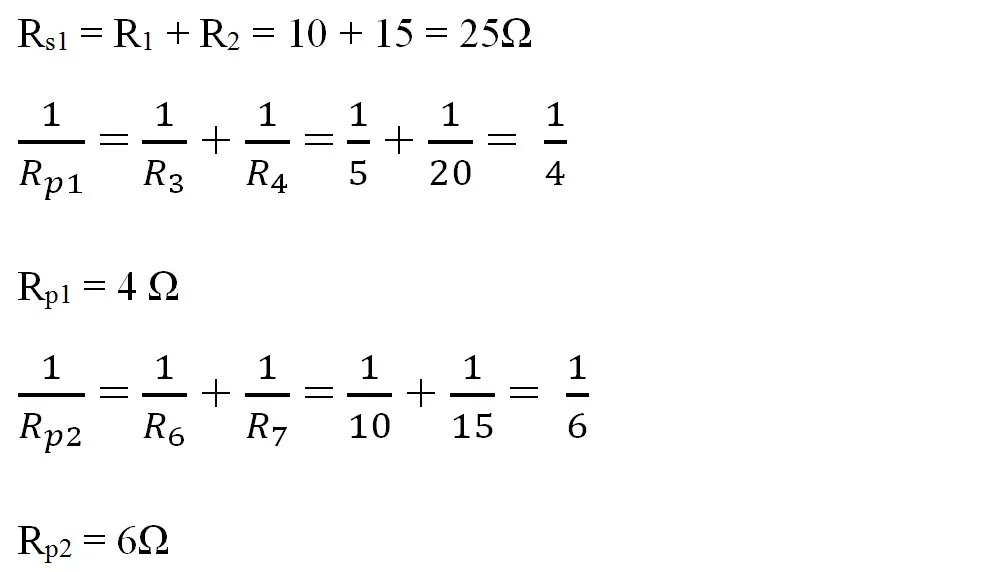 Rs1 = R1 + R2 = 10 + 15 = 25Ω
1/Rp1 = 1/R3 + 1/R4 = 1/5 + 1/20 = 1/4
Rp1 = 4 Ω
1/Rp2 = 1/R6 + 1/R7 = 1/10 + 1/15 = 1/6
Rp2 = 6Ω